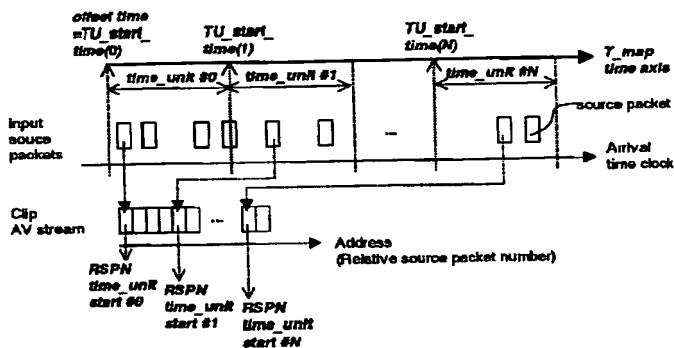 offset time
=TU_start_
time(0)
TU_start_
time(1)
TU_start_
time(N)
T_map
time axis
time_unit #0
time_unit #1
time_unit #N
source packet
Input
souce
packets
...
Arrival
time clock
Clip
AV stream
...
Address
(Relative source packet number)
RSPN
time_unit
start #0
RSPN
time_unit
start #1
RSPN
time_unit
start #N